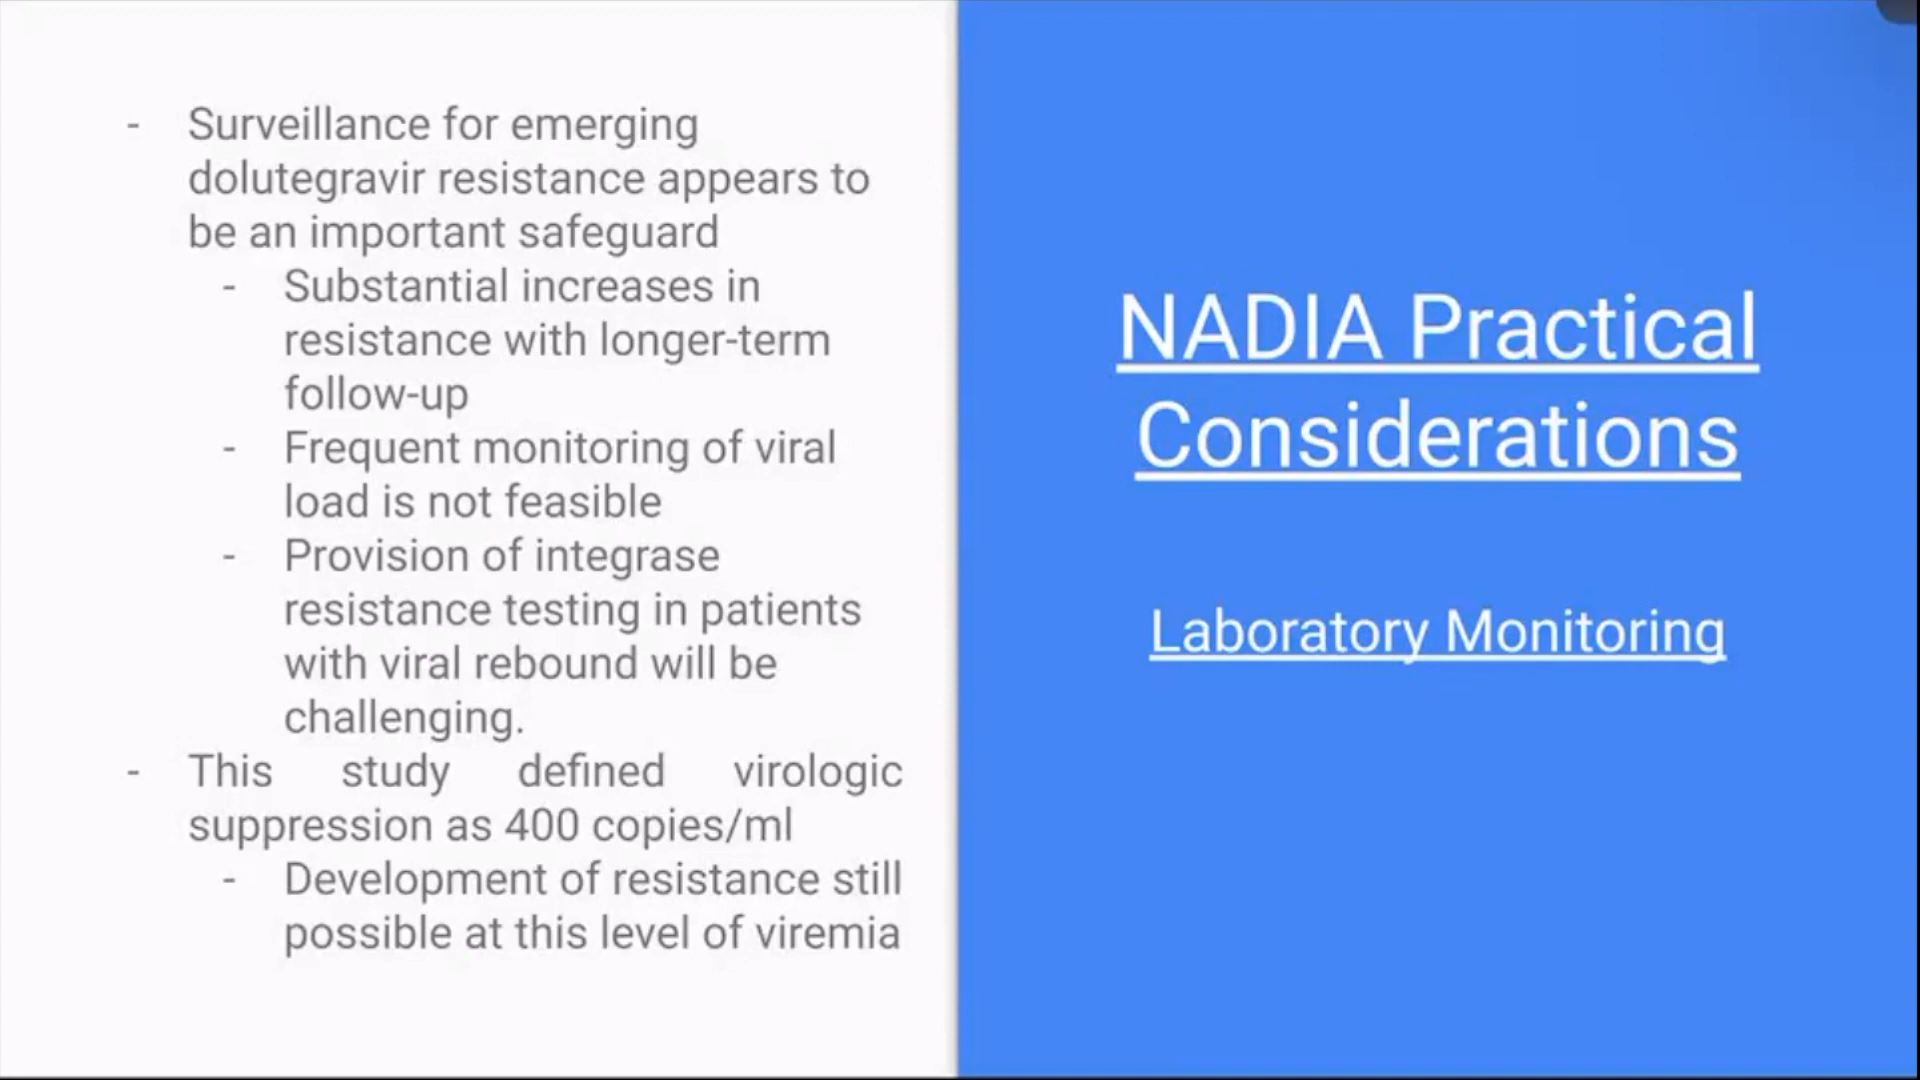 - Surveillance for emerging
dolutegravir resistance appears to
be an important safeguard
- Substantial increases in
resistance with longer-term
follow-up
- Frequent monitoring of viral
load is not feasible
- Provision of integrase
resistance testing in patients
with viral rebound will be
challenging.
- This study defined virologic
suppression as 400 copies/ml
- Development of resistance still
possible at this level of viremia
NADIA Practical
Considerations
Laboratory Monitoring